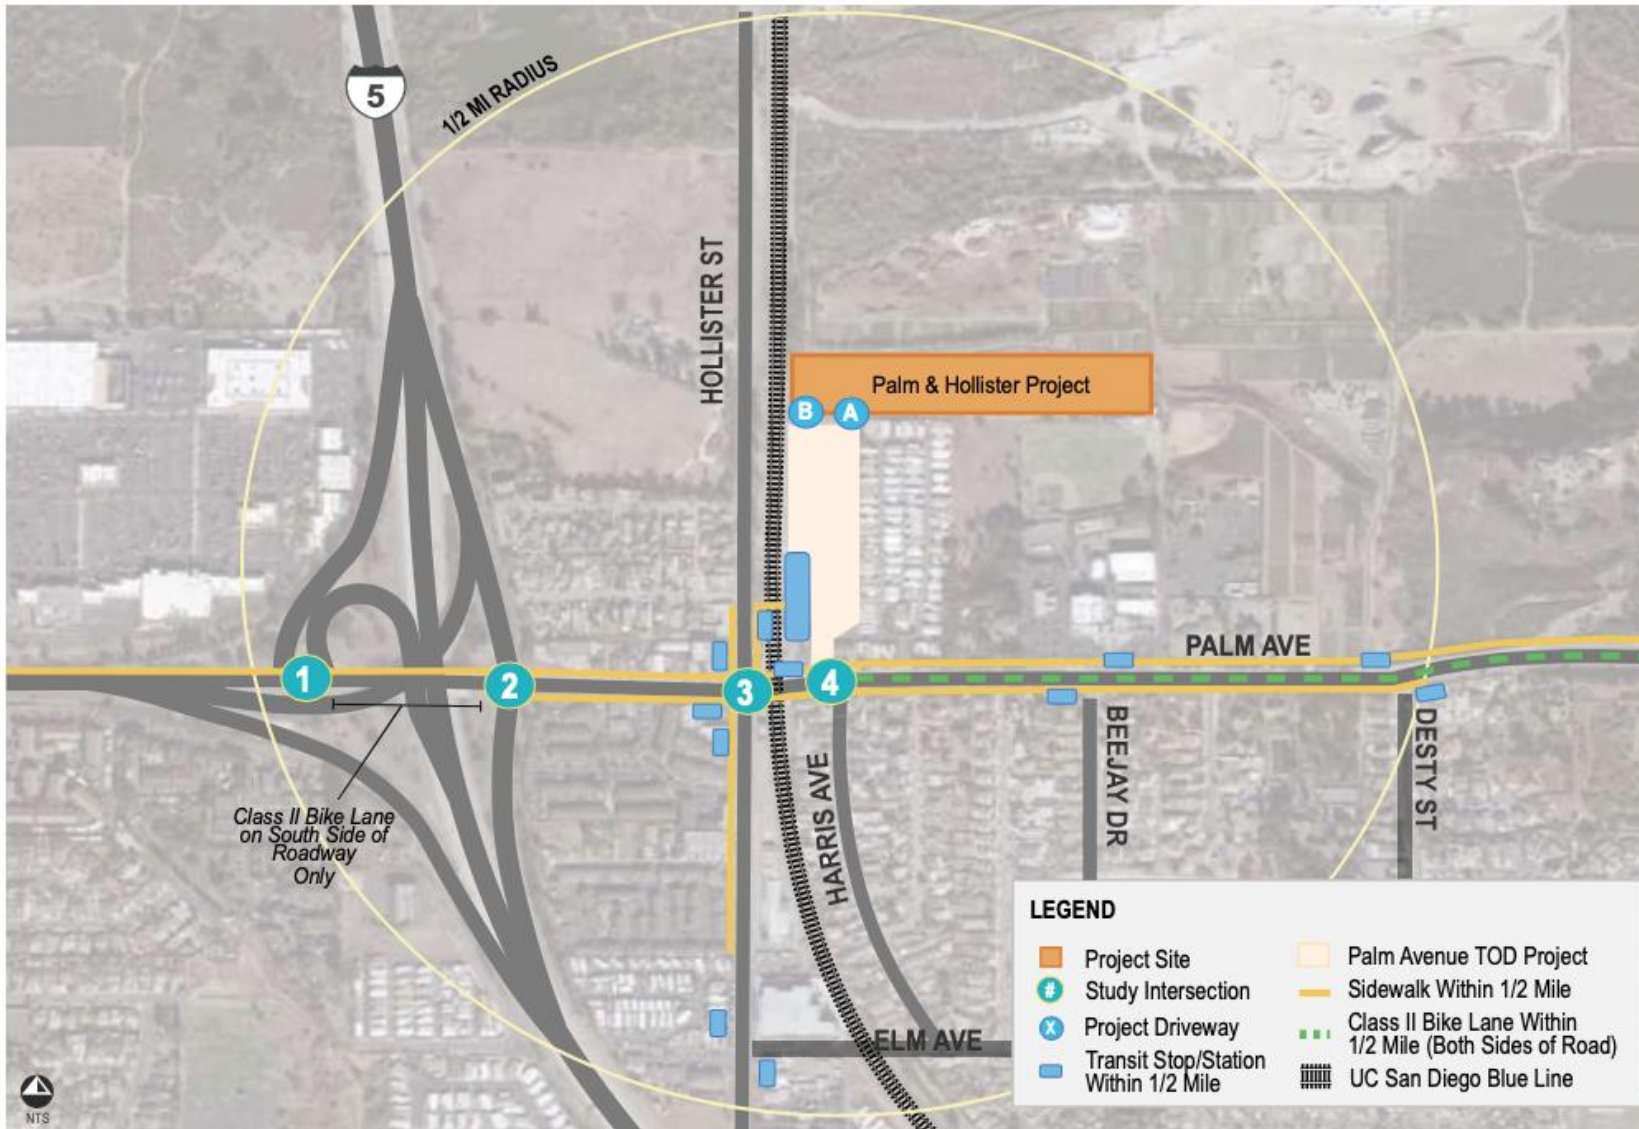 1/2 MI RADIUS
5
HOLLISTER ST
Palm & Hollister Project
B
A
PALM AVE
1
2
3
4
Class II Bike Lane
on South Side of
Roadway
Only
HARRIS AVE
BEEJAY DR
DESTY ST
ELM AVE
LEGEND
Project Site
# Study Intersection
X Project Driveway
Transit Stop/Station
Within 1/2 Mile
Palm Avenue TOD Project
Sidewalk Within 1/2 Mile
Class II Bike Lane Within
1/2 Mile (Both Sides of Road)
UC San Diego Blue Line
NTS